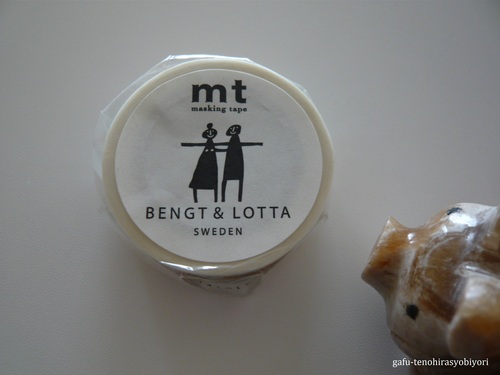 mt
masking tape
BENGT & LOTTA
SWEDEN
gafu-tenohirasyobiyori